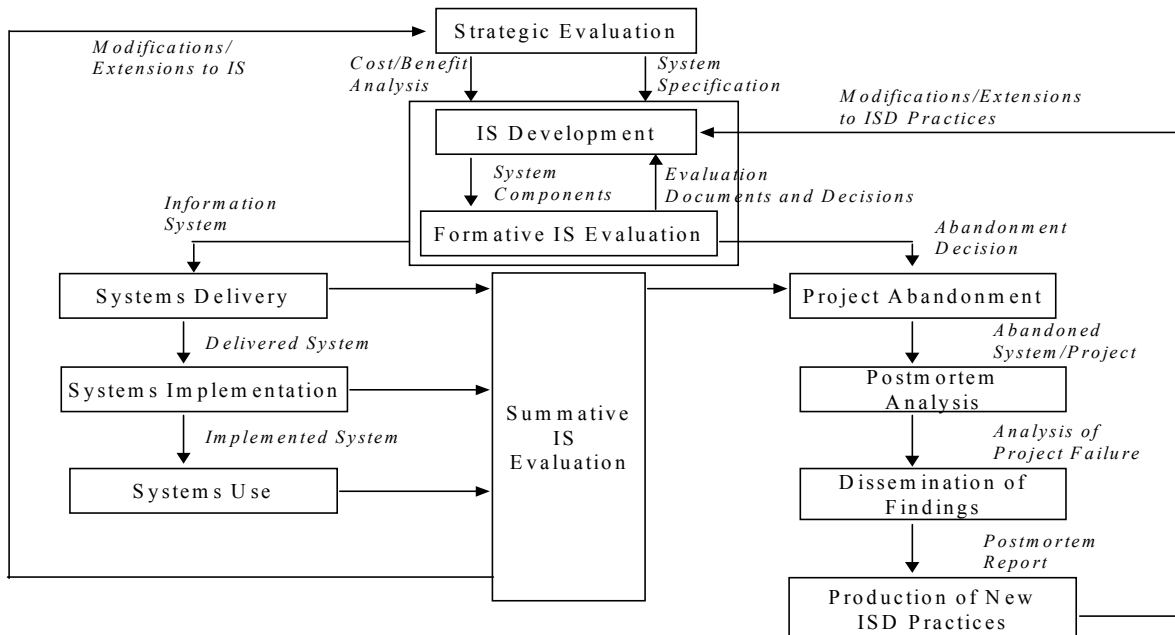 Strategic Evaluation
Modifications/
Extensions to IS
Cost/Benefit
Analysis
System
Specification
Modifications/Extensions
to ISD Practices
IS Development
System
Components
Evaluation
Documents and Decisions
Information
System
Formative IS Evaluation
Abandonment
Decision
Systems Delivery
Project Abandonment
Delivered System
Abandoned
System/Project
Systems Implementation
Postmortem
Analysis
Summative
IS
Evaluation
Implemented System
Analysis of
Project Failure
Systems Use
Dissemination of
Findings
Postmortem
Report
Production of New
ISD Practices